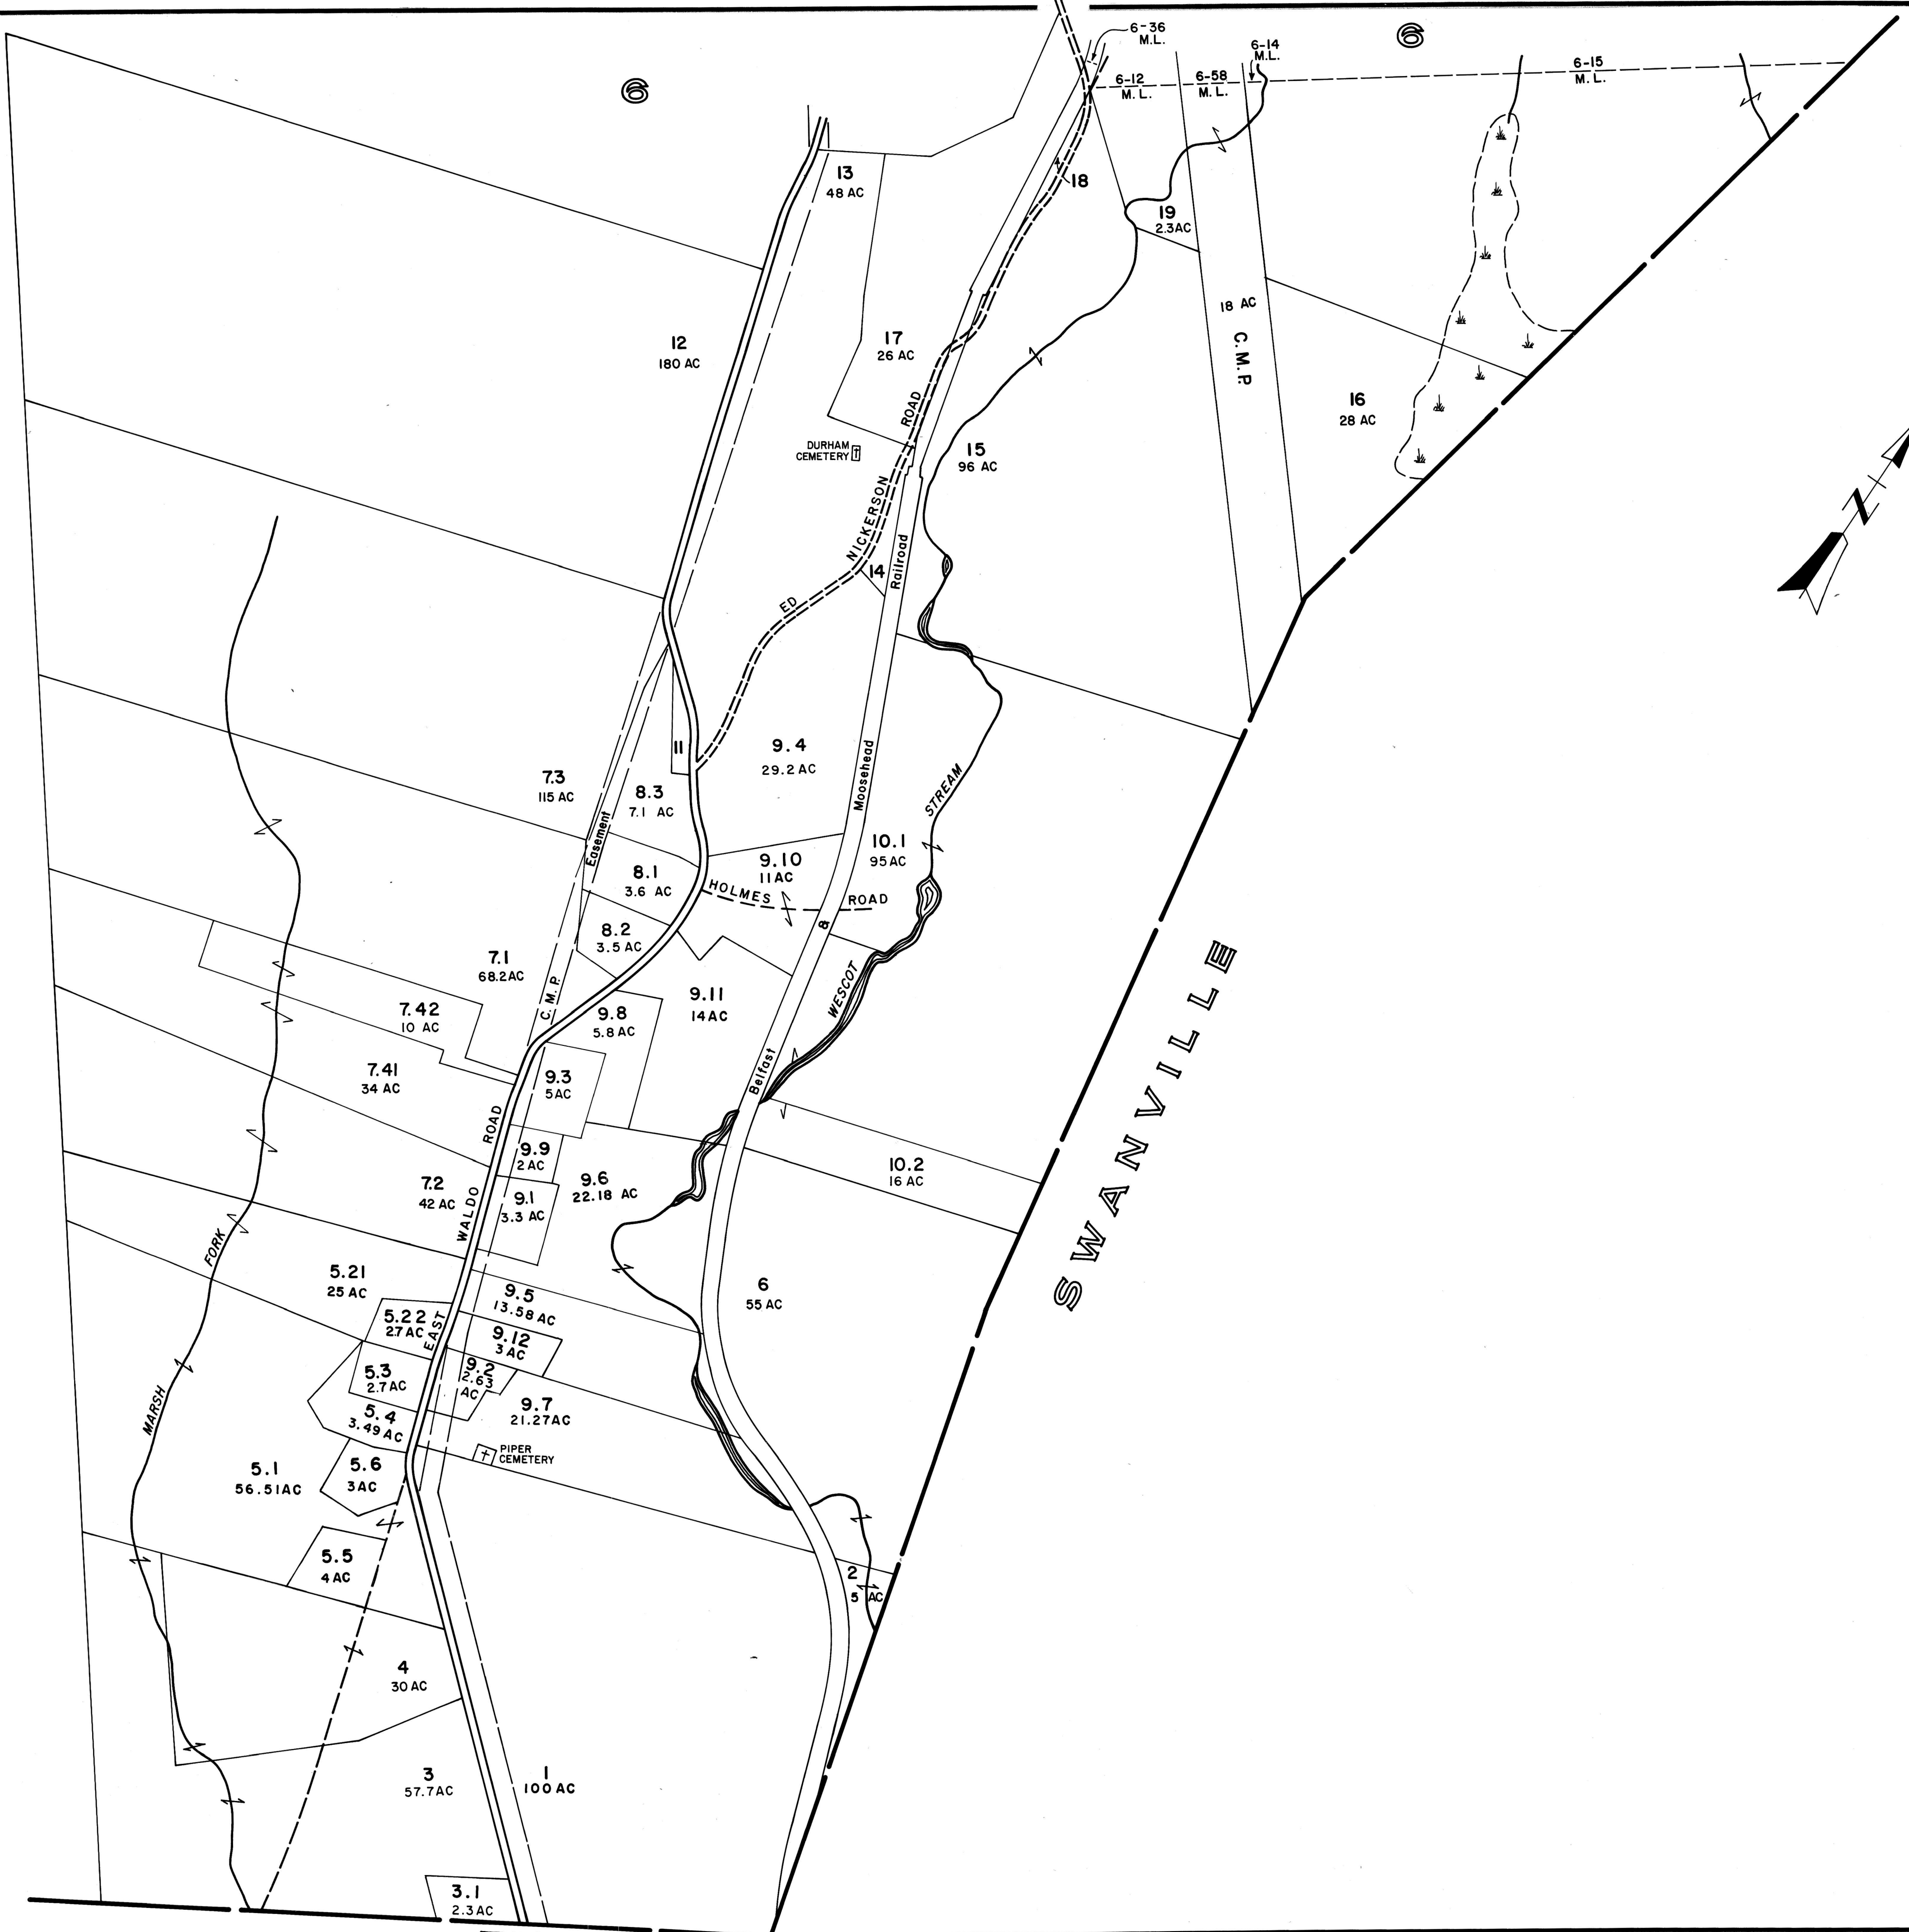 6
6
6-36
M.L.
6-14
M.L.
6-12
M.L.
6-58
M.L.
6-15
M.L.
13
48 AC
18
19
2.3AC
18 AC
C.M.P.
12
180 AC
17
26 AC
16
28 AC
NICKERSON ROAD
ED
DURHAM
CEMETERY
15
96 AC
N
14
Railroad
Moosehead
&
Belfast
11
9.4
29.2 AC
7.3
115 AC
8.3
7.1 AC
Easement
C.M.P.
STREAM
WESCOT
10.1
95 AC
9.10
11 AC
8.1
3.6 AC
HOLMES ROAD
8.2
3.5 AC
7.1
68.2 AC
9.11
14 AC
9.8
5.8 AC
7.42
10 AC
7.41
34 AC
9.3
5 AC
SWANVILLE
EAST WALDO ROAD
9.9
2 AC
9.6
22.18 AC
10.2
16 AC
7.2
42 AC
9.1
3.3 AC
MARSH FORK
5.21
25 AC
6
55 AC
9.5
13.58 AC
5.22
2.7 AC
9.12
3 AC
5.3
2.7 AC
9.2
2.63
AC
9.7
21.27 AC
5.4
3.49 AC
PIPER
CEMETERY
5.1
56.51 AC
5.6
3 AC
5.5
4 AC
2
5 AC
4
30 AC
3
57.7 AC
1
100 AC
3.1
2.3 AC